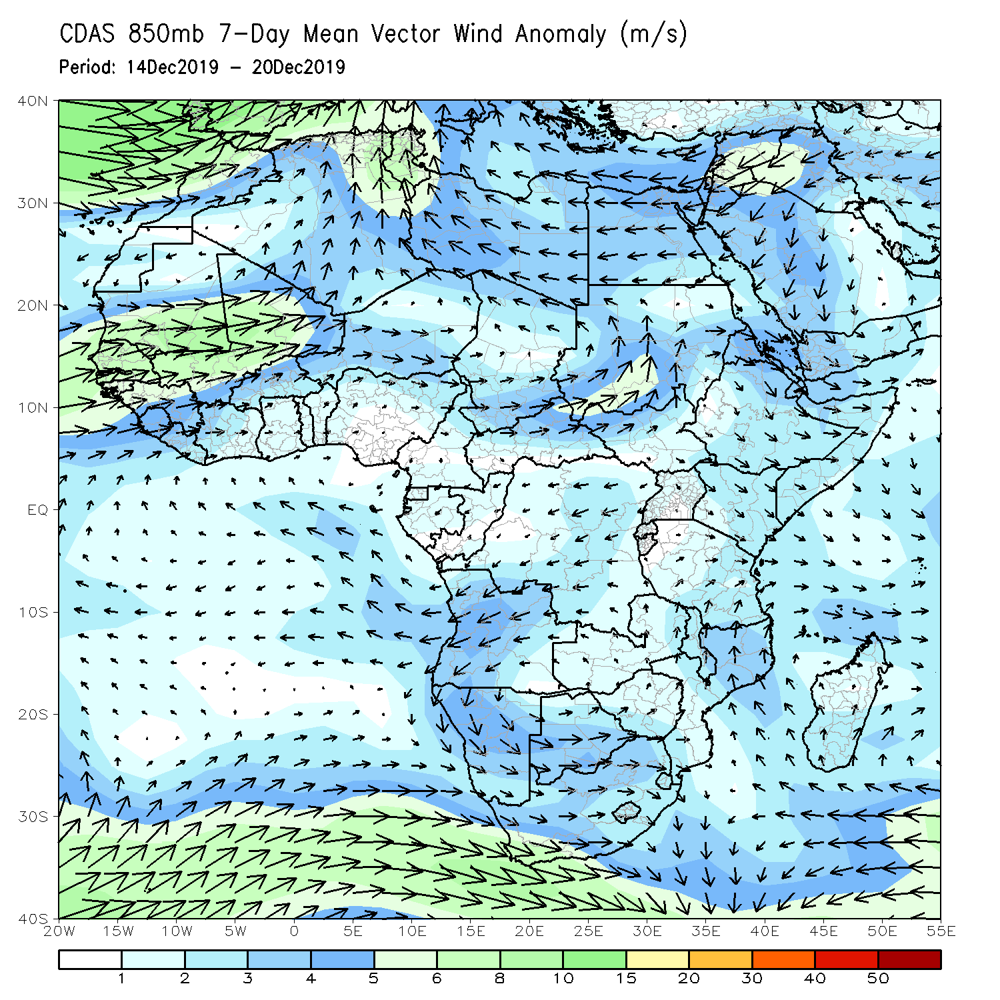 CDAS 850mb 7-Day Mean Vector Wind Anomaly (m/s)
Period: 14Dec2019 - 20Dec2019
40N
30N
20N
10N
EQ
10S
20S
30S
40S
20W 15W 10W 5W 0 5E 10E 15E 20E 25E 30E 35E 40E 45E 50E 55E
1 2 3 4 5 6 8 10 15 20 30 40 50